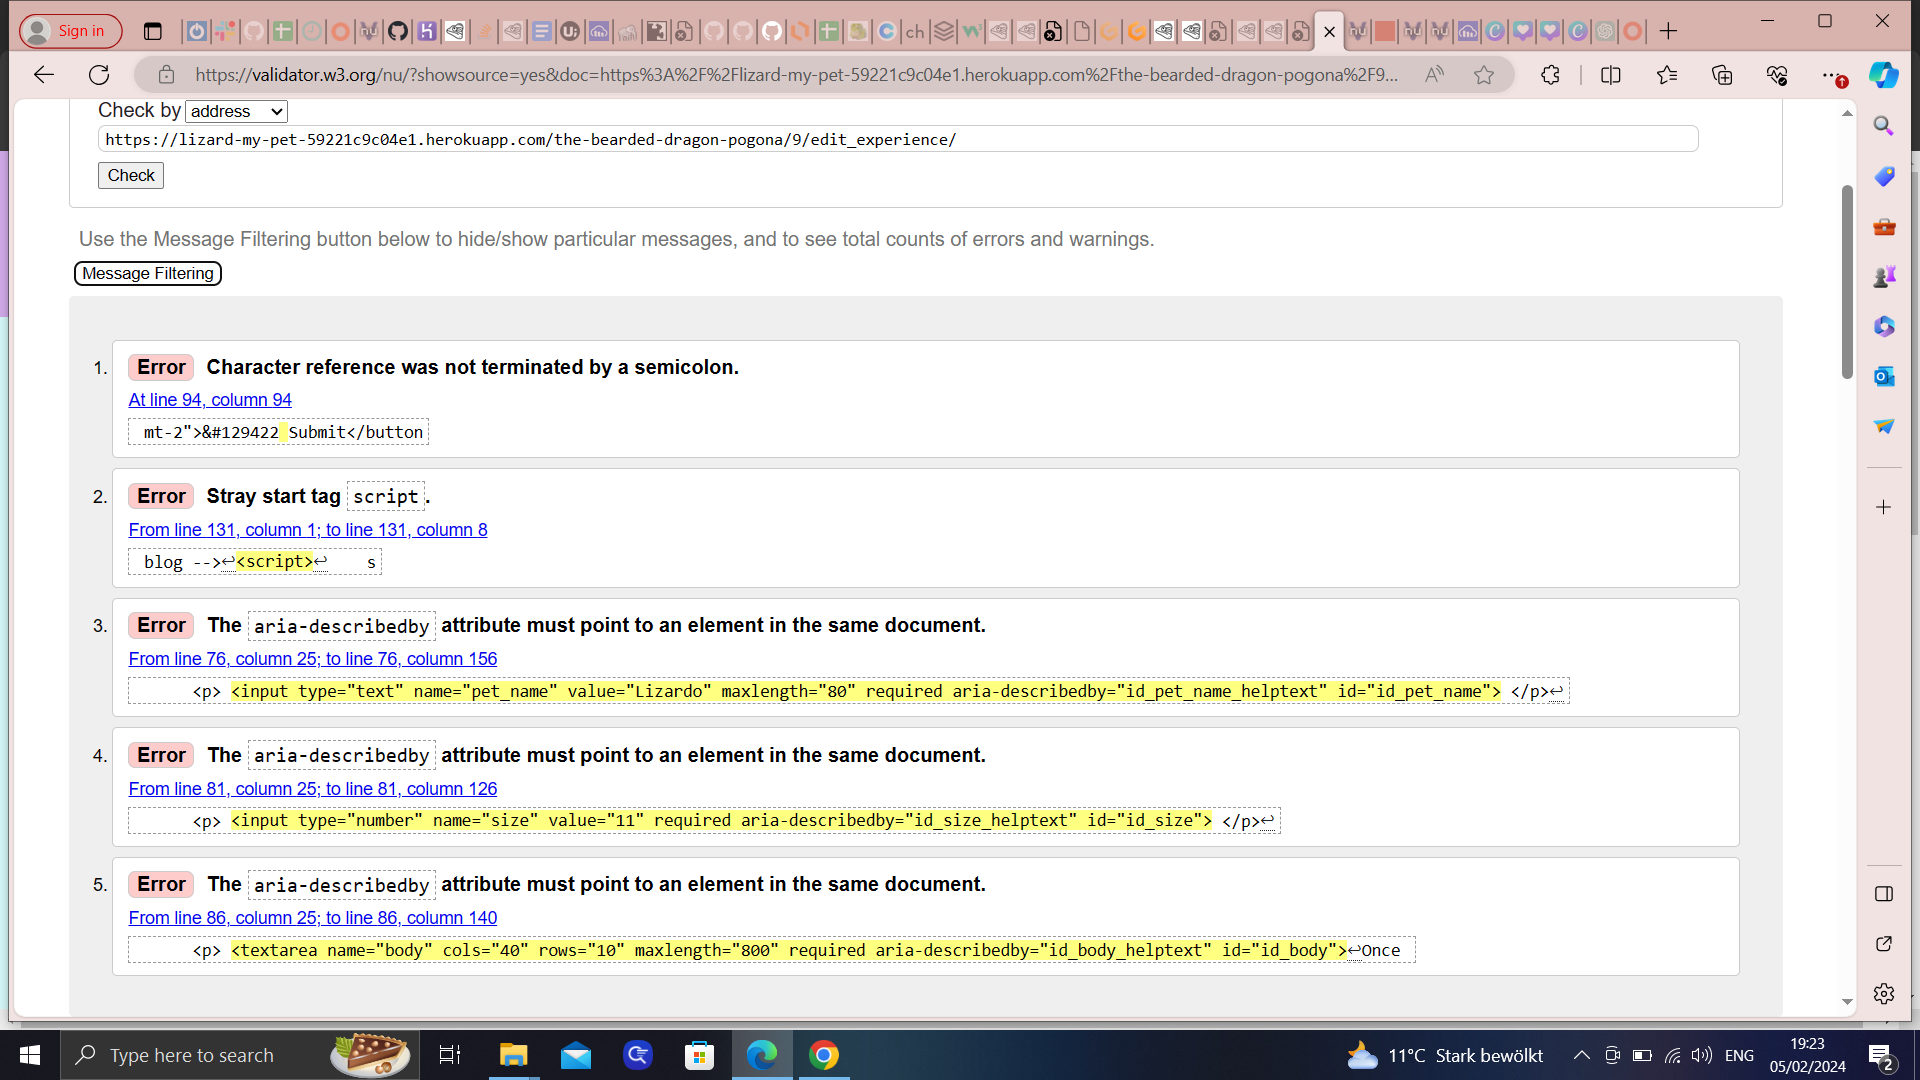 Sign in
https://validator.w3.org/nu/?showsource=yes&doc=https%3A%2F%2Flizard-my-pet-59221c9c04e1.herokuapp.com%2Fthe-bearded-dragon-pogona%2F9...
Check by address
https://lizard-my-pet-59221c9c04e1.herokuapp.com/the-bearded-dragon-pogona/9/edit_experience/
Check
Use the Message Filtering button below to hide/show particular messages, and to see total counts of errors and warnings.
Message Filtering
1. Error Character reference was not terminated by a semicolon.
At line 94, column 94
mt-2">&#129422 Submit</button
2. Error Stray start tag script.
From line 131, column 1; to line 131, column 8
blog -->↩<script>↩ s
3. Error The aria-describedby attribute must point to an element in the same document.
From line 76, column 25; to line 76, column 156
<p> <input type="text" name="pet_name" value="Lizardo" maxlength="80" required aria-describedby="id_pet_name_helptext" id="id_pet_name"> </p>↩
4. Error The aria-describedby attribute must point to an element in the same document.
From line 81, column 25; to line 81, column 126
<p> <input type="number" name="size" value="11" required aria-describedby="id_size_helptext" id="id_size"> </p>↩
5. Error The aria-describedby attribute must point to an element in the same document.
From line 86, column 25; to line 86, column 140
<p> <textarea name="body" cols="40" rows="10" maxlength="800" required aria-describedby="id_body_helptext" id="id_body">↩Once
Type here to search
11°C Stark bewölkt
ENG
19:23
05/02/2024
2